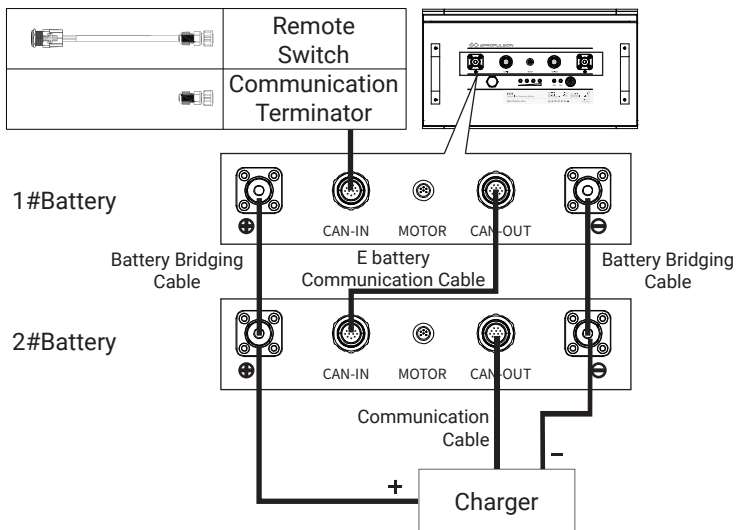 Remote
Switch
Communication
Terminator
EPROPULSION
1#Battery
CAN-IN MOTOR CAN-OUT
Battery Bridging
Cable
E battery
Communication Cable
Battery Bridging
Cable
2#Battery
CAN-IN MOTOR CAN-OUT
Communication
Cable
+
−
Charger